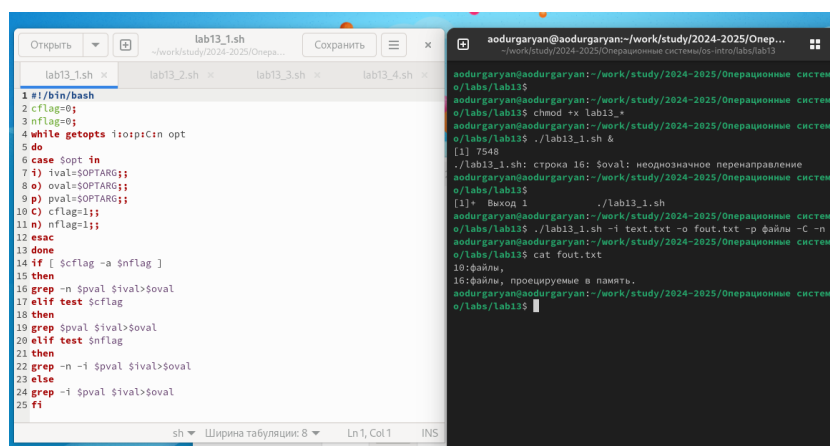 Открыть
lab13_1.sh
~/work/study/2024-2025/Опера...
Сохранить
lab13_1.sh ×
lab13_2.sh ×
lab13_3.sh ×
lab13_4.sh ×
1 #!/bin/bash
2 cflag=0;
3 nflag=0;
4 while getopts i:o:p:C:n opt
5 do
6 case $opt in
7 i) ival=$OPTARG;;
8 o) oval=$OPTARG;;
9 p) pval=$OPTARG;;
10 C) cflag=1;;
11 n) nflag=1;;
12 esac
13 done
14 if [ $cflag -a $nflag ]
15 then
16 grep -n $pval $ival>$oval
17 elif test $cflag
18 then
19 grep $pval $ival>$oval
20 elif test $nflag
21 then
22 grep -n -i $pval $ival>$oval
23 else
24 grep -i $pval $ival>$oval
25 fi
sh Ширина табуляции: 8 Ln 1, Col 1 INS
aodurgaryan@aodurgaryan:~/work/study/2024-2025/Опер...
~/work/study/2024-2025/Операционные системы/os-intro/labs/lab13
aodurgaryan@aodurgaryan:~/work/study/2024-2025/Операционные систем
o/labs/lab13$
aodurgaryan@aodurgaryan:~/work/study/2024-2025/Операционные систем
o/labs/lab13$ chmod +x lab13_*
aodurgaryan@aodurgaryan:~/work/study/2024-2025/Операционные систем
o/labs/lab13$ ./lab13_1.sh &
[1] 7548
./lab13_1.sh: строка 16: $oval: неоднозначное перенаправление
aodurgaryan@aodurgaryan:~/work/study/2024-2025/Операционные систем
o/labs/lab13$
[1]+ Выход 1 ./lab13_1.sh
aodurgaryan@aodurgaryan:~/work/study/2024-2025/Операционные систем
o/labs/lab13$ ./lab13_1.sh -i text.txt -o fout.txt -p файлы -C -n
aodurgaryan@aodurgaryan:~/work/study/2024-2025/Операционные систем
o/labs/lab13$ cat fout.txt
10:файлы,
16:файлы, проецируемые в память.
aodurgaryan@aodurgaryan:~/work/study/2024-2025/Операционные систем
o/labs/lab13$